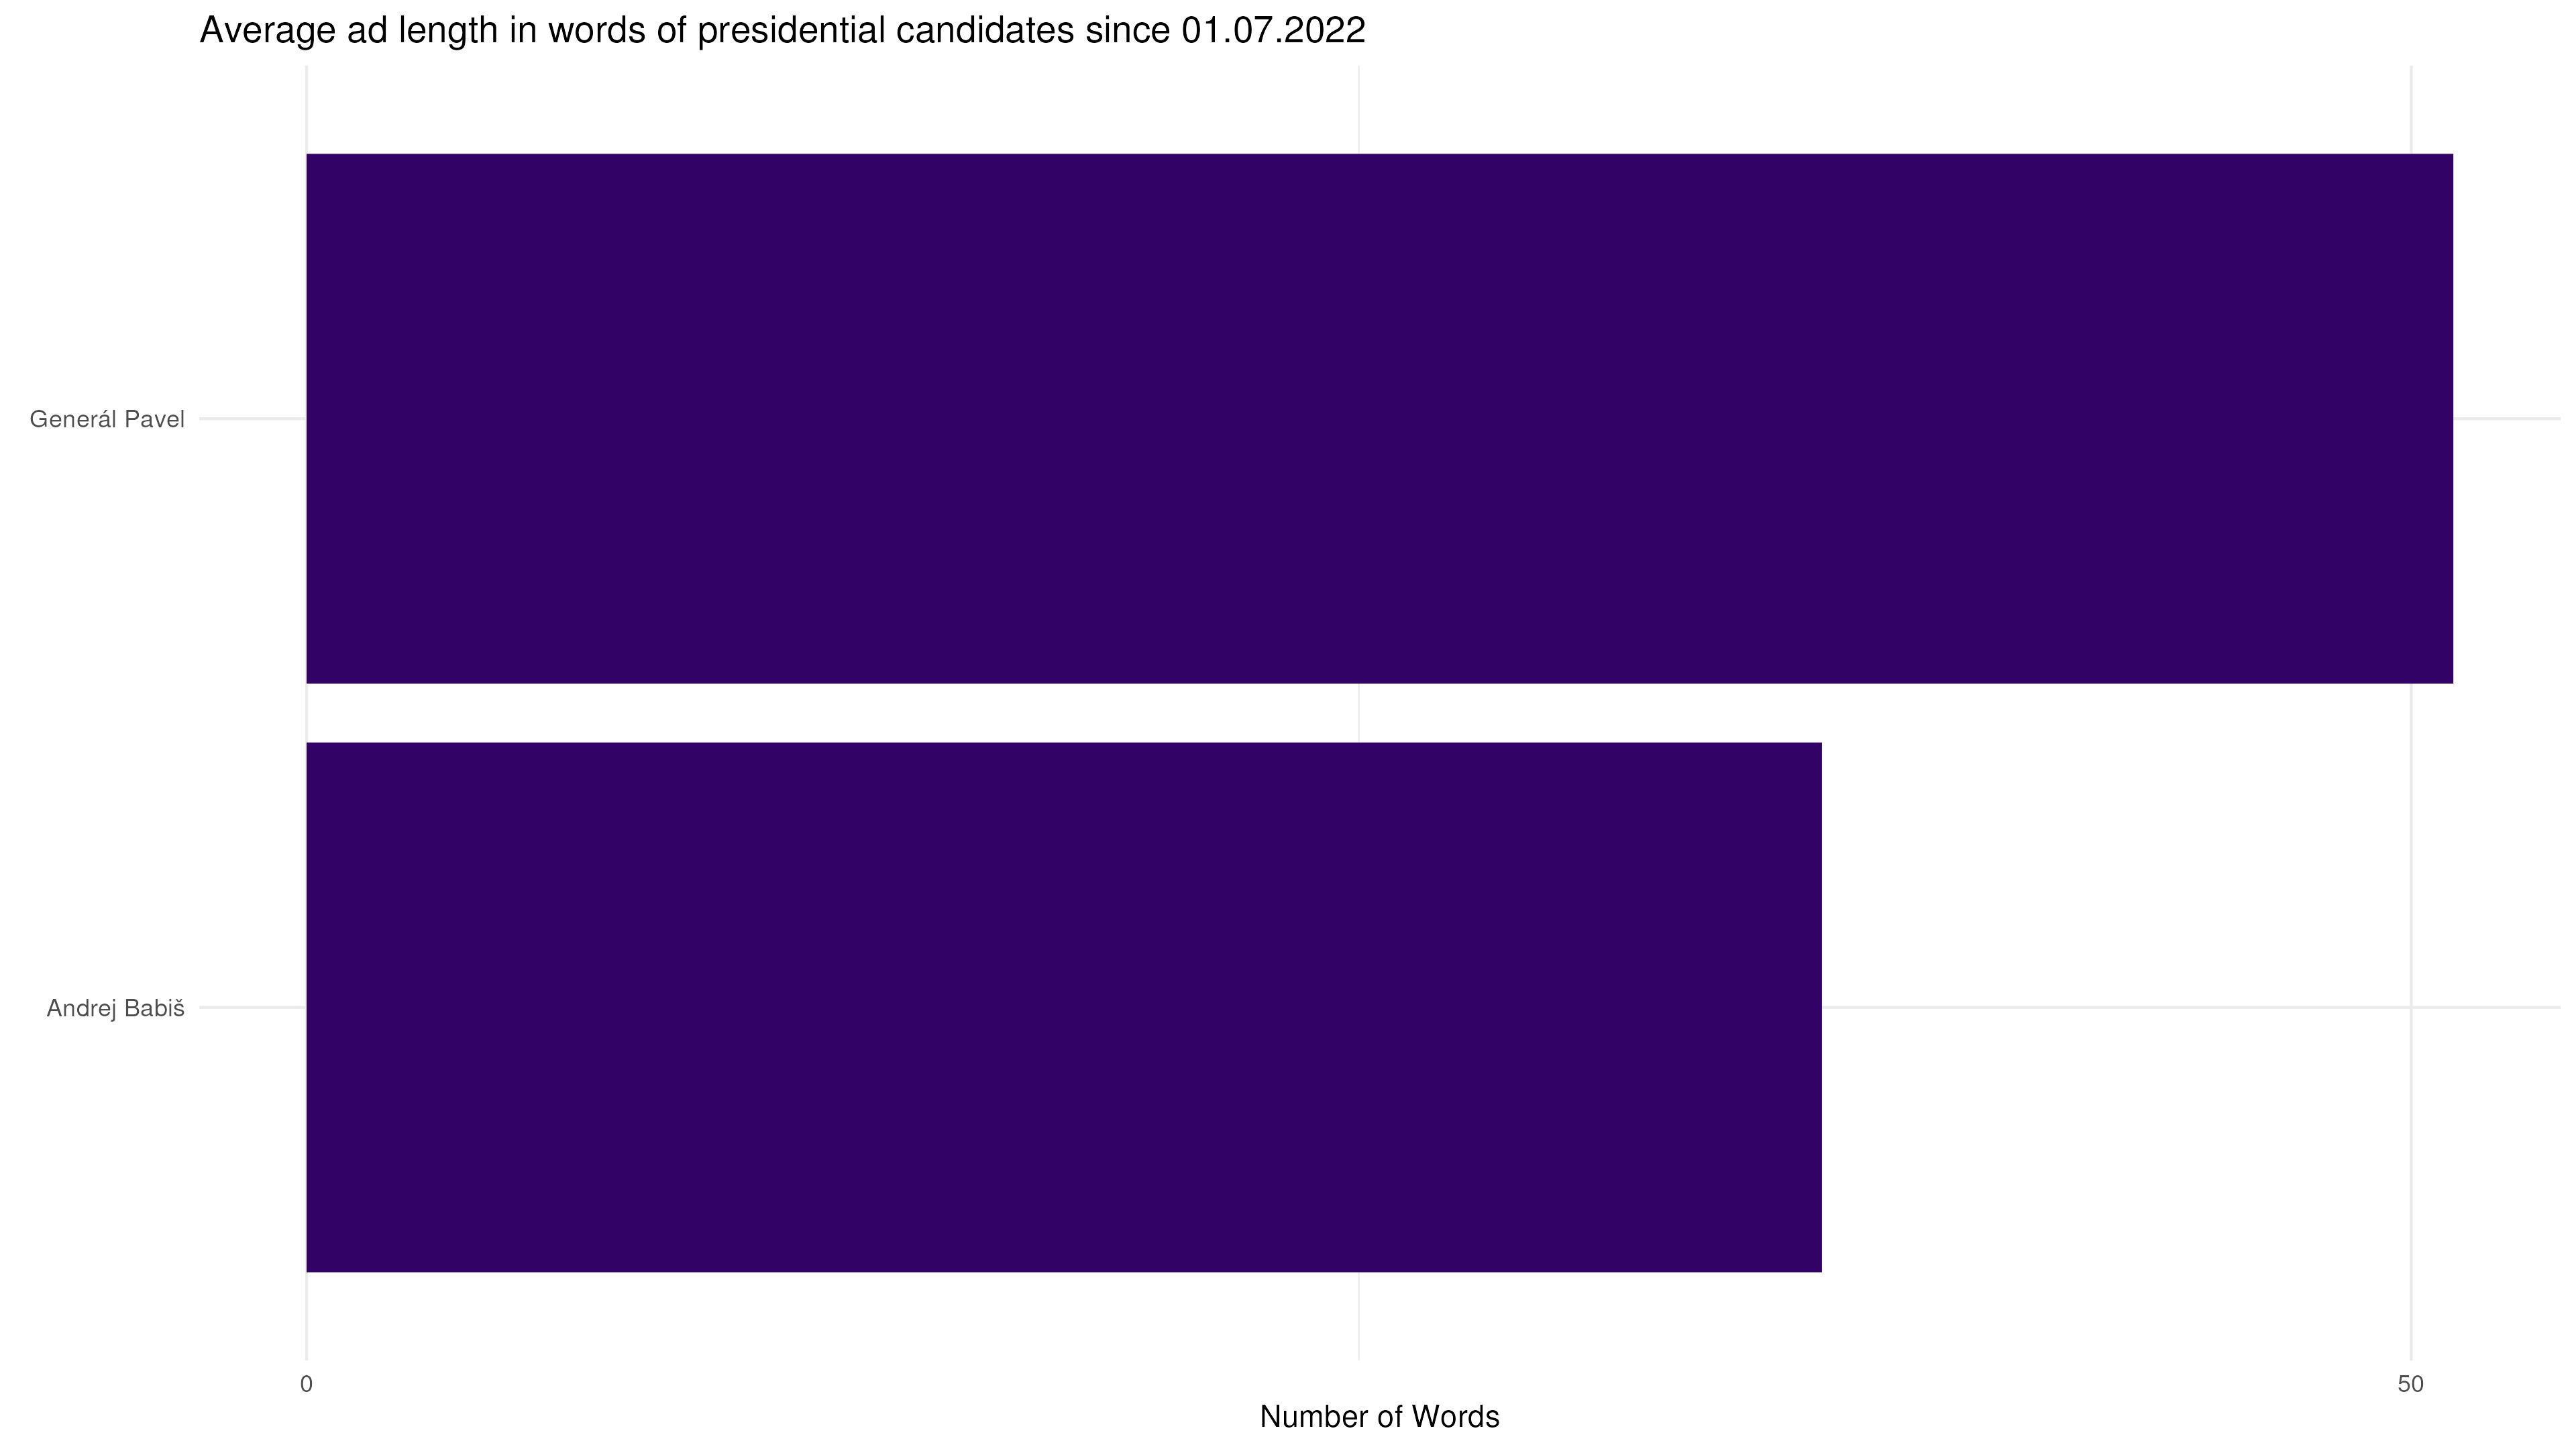 Average ad length in words of presidential candidates since 01.07.2022
Generál Pavel
Andrej Babiš
0
50
Number of Words